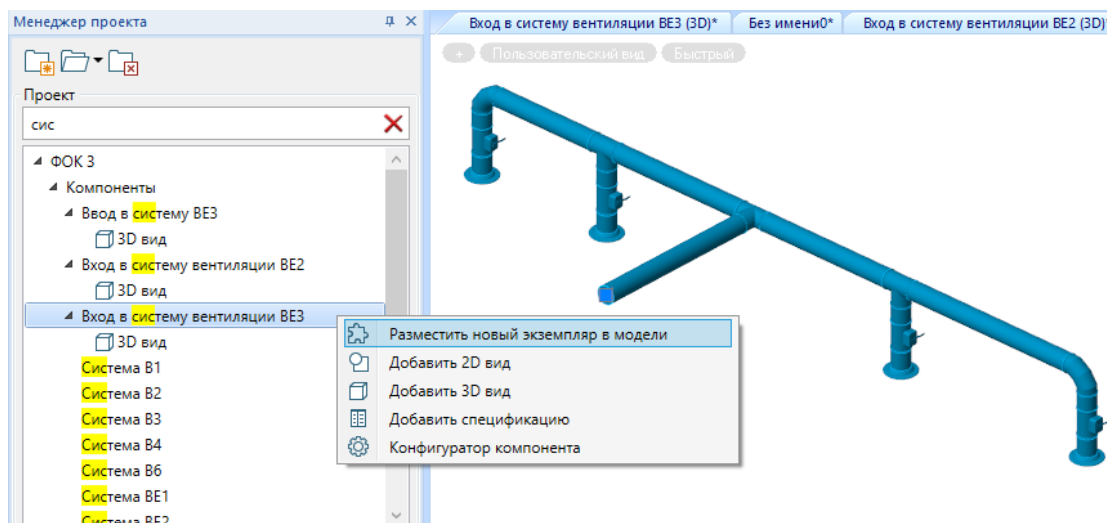 Менеджер проекта
Вход в систему вентиляции ВЕ3 (3D)*
Без имени0*
Вход в систему вентиляции ВЕ2 (3D)*
+
Пользовательский вид
Быстрый
Проект
сис
ФОК 3
Компоненты
Ввод в систему ВЕ3
3D вид
Вход в систему вентиляции ВЕ2
3D вид
Вход в систему вентиляции ВЕ3
3D вид
Система В1
Система В2
Система В3
Система В4
Система В6
Система ВЕ1
Система ВЕ2
Разместить новый экземпляр в модели
Добавить 2D вид
Добавить 3D вид
Добавить спецификацию
Конфигуратор компонента